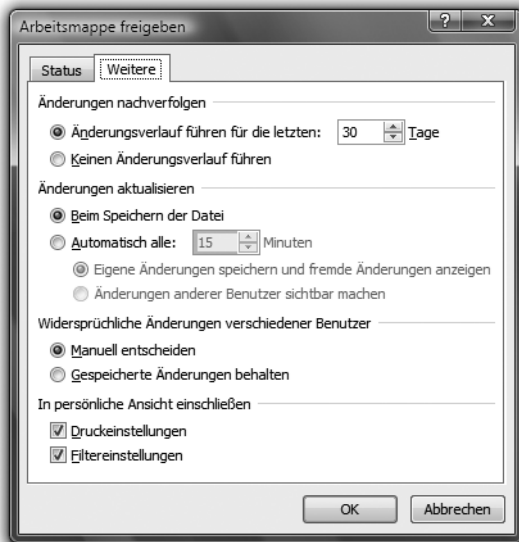 Arbeitsmappe freigeben
Status Weitere
Änderungen nachverfolgen
Änderungsverlauf führen für die letzten: 30 Tage
Keinen Änderungsverlauf führen
Änderungen aktualisieren
Beim Speichern der Datei
Automatisch alle: 15 Minuten
Eigene Änderungen speichern und fremde Änderungen anzeigen
Änderungen anderer Benutzer sichtbar machen
Widersprüchliche Änderungen verschiedener Benutzer
Manuell entscheiden
Gespeicherte Änderungen behalten
In persönliche Ansicht einschließen
Druckeinstellungen
Filtereinstellungen
OK Abbrechen